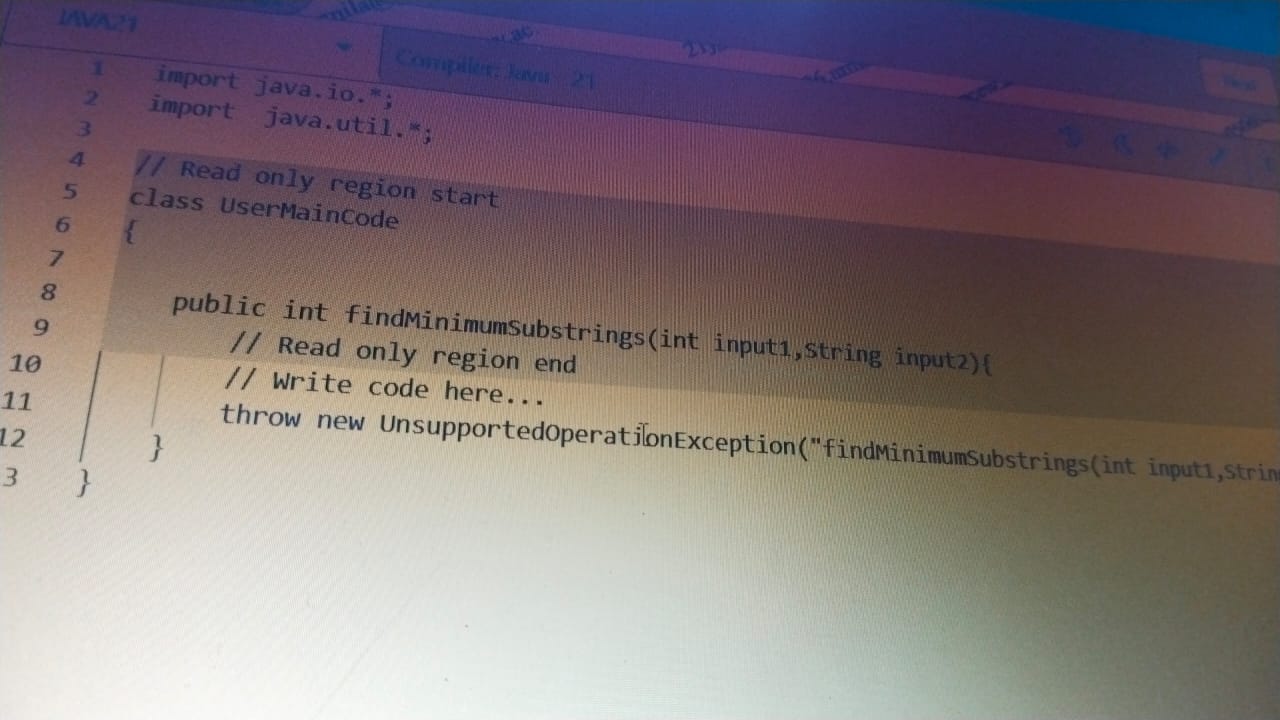 JAVA21
Compiler: Java 21
1 import java.io.*;
2 import java.util.*;
3
4 // Read only region start
5 class UserMainCode
6 {
7
8 public int findMinimumSubstrings(int input1,String input2){
9 // Read only region end
10 // Write code here...
11 throw new UnsupportedOperationException("findMinimumSubstrings(int input1,Strin
12 }
3 }